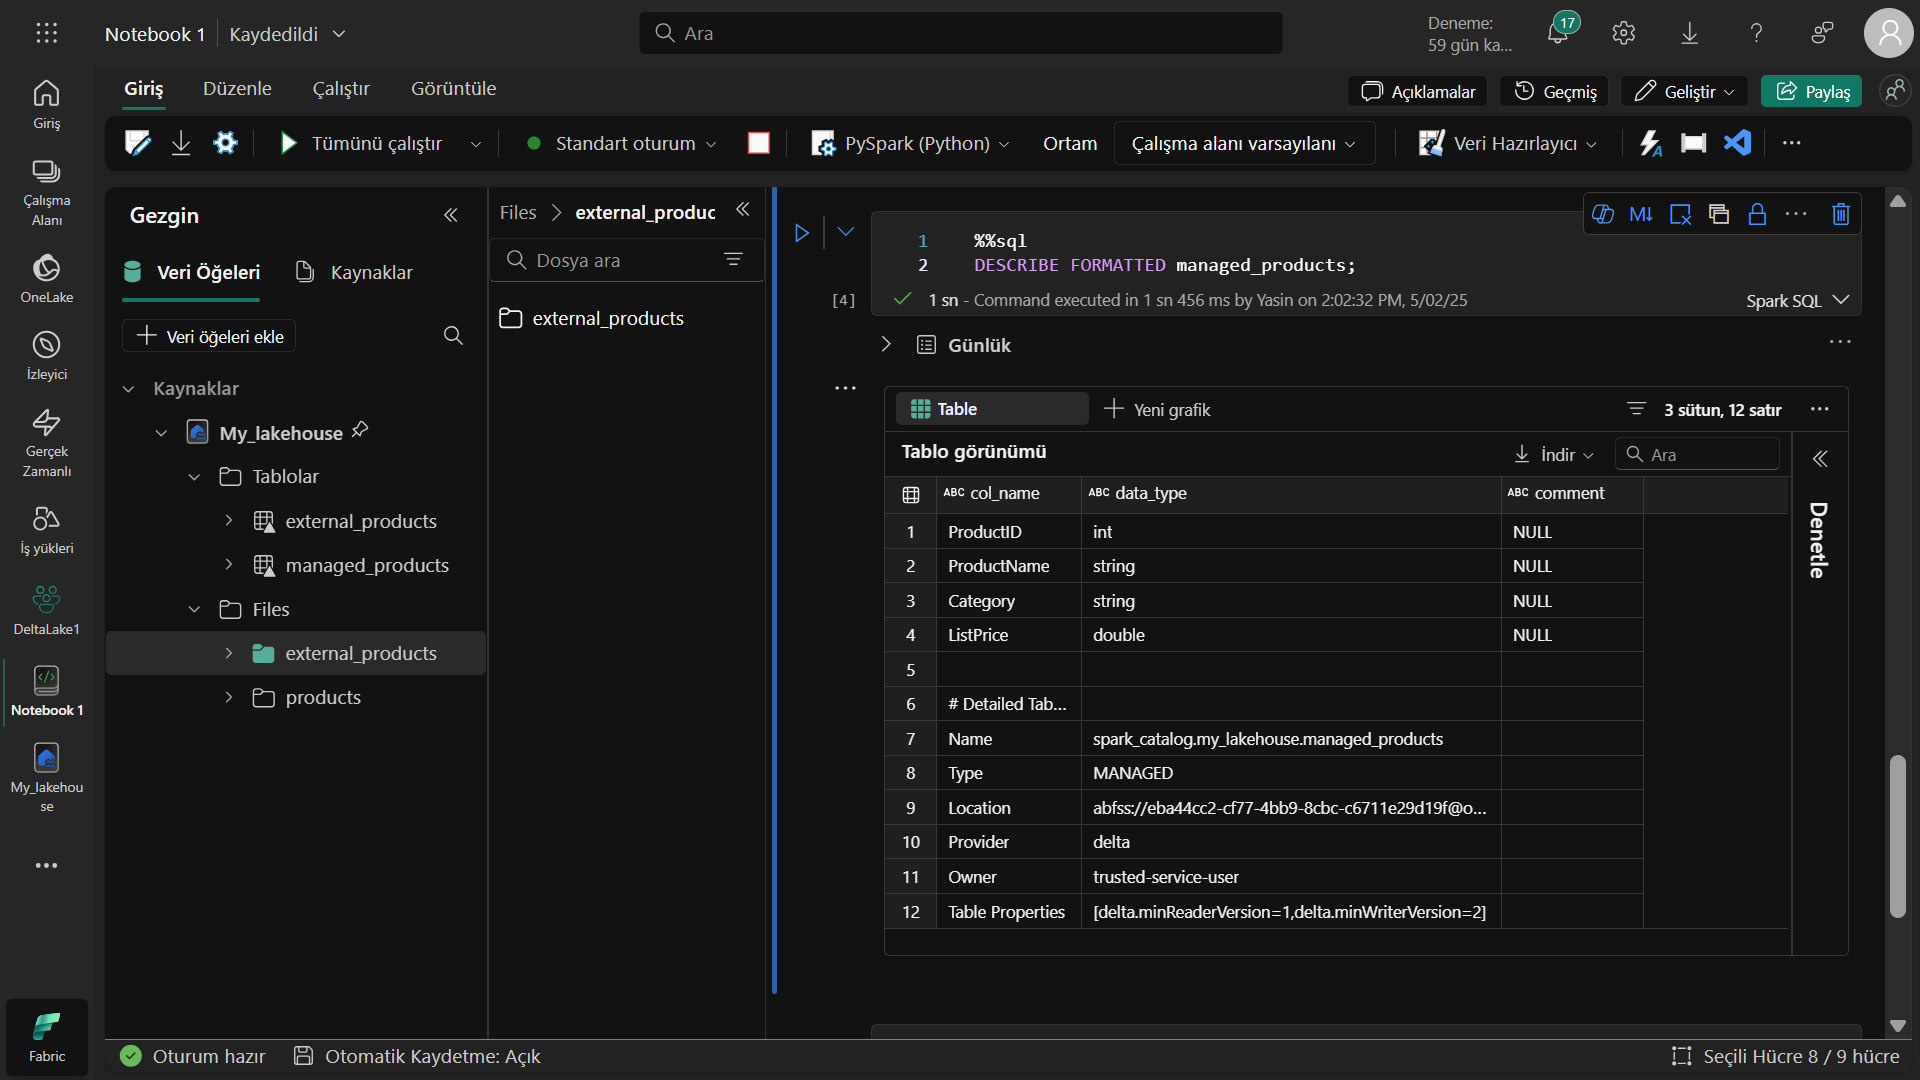 Notebook 1
Kaydedildi
Ara
Deneme:
59 gün ka...
17
Giriş
Düzenle
Çalıştır
Görüntüle
Açıklamalar
Geçmiş
Geliştir
Paylaş
Tümünü çalıştır
Standart oturum
PySpark (Python)
Ortam
Çalışma alanı varsayılanı
Veri Hazırlayıcı
Giriş
Çalışma
Alanı
OneLake
İzleyici
Gerçek
Zamanlı
İş yükleri
DeltaLake1
Notebook 1
My_lakehou
se
Fabric
Gezgin
Veri Öğeleri
Kaynaklar
Veri öğeleri ekle
Kaynaklar
My_lakehouse
Tablolar
external_products
managed_products
Files
external_products
products
Files > external_produc
Dosya ara
external_products
1 %%sql
2 DESCRIBE FORMATTED managed_products;
[4] 1 sn - Command executed in 1 sn 456 ms by Yasin on 2:02:32 PM, 5/02/25
Spark SQL
Günlük
Table
Yeni grafik
3 sütun, 12 satır
Tablo görünümü
İndir
Ara
Denetle
ABC col_name ABC data_type ABC comment
1 ProductID int NULL
2 ProductName string NULL
3 Category string NULL
4 ListPrice double NULL
5
6 # Detailed Tab...
7 Name spark_catalog.my_lakehouse.managed_products
8 Type MANAGED
9 Location abfss://eba44cc2-cf77-4bb9-8cbc-c6711e29d19f@o...
10 Provider delta
11 Owner trusted-service-user
12 Table Properties [delta.minReaderVersion=1,delta.minWriterVersion=2]
Oturum hazır
Otomatik Kaydetme: Açık
Seçili Hücre 8 / 9 hücre